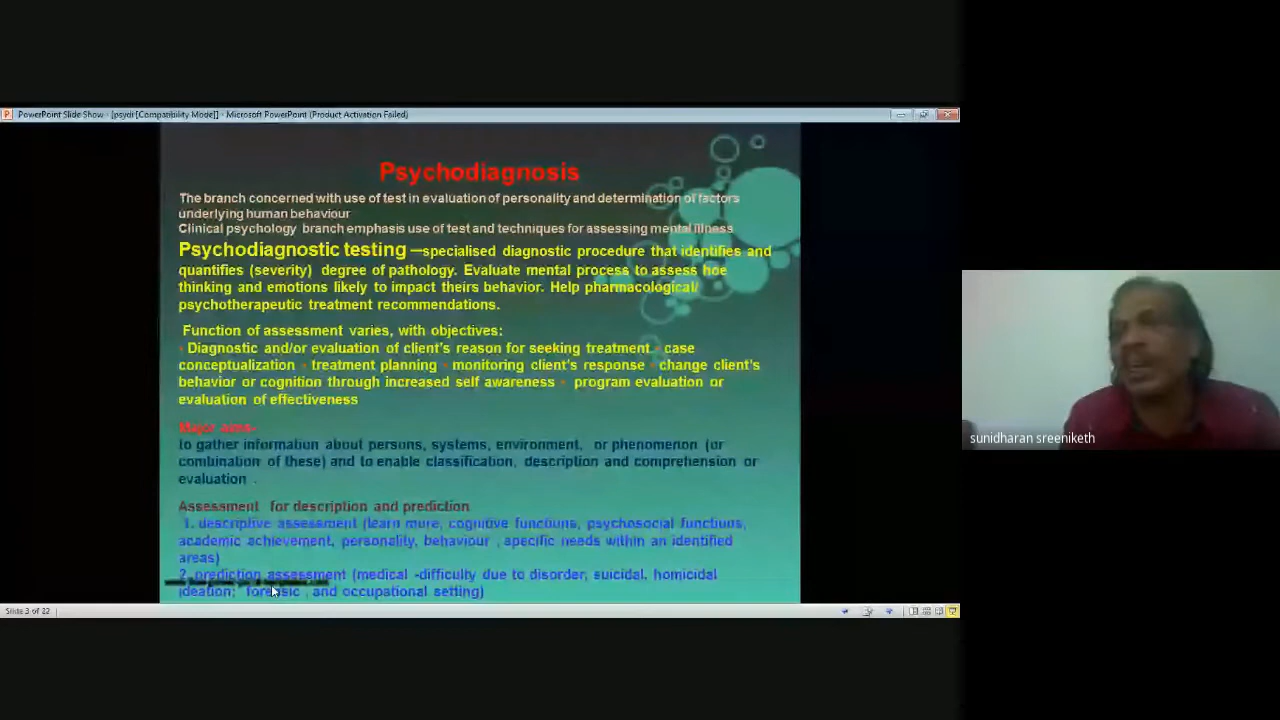 PowerPoint Slide Show - [psydr [Compatibility Mode]] - Microsoft PowerPoint (Product Activation Failed)
Psychodiagnosis
The branch concerned with use of test in evaluation of personality and determination of factors
underlying human behaviour
Clinical psychology branch emphasis use of test and techniques for assessing mental illness
Psychodiagnostic testing —specialised diagnostic procedure that identifies and
quantifies (severity) degree of pathology. Evaluate mental process to assess hoe
thinking and emotions likely to impact theirs behavior. Help pharmacological/
psychotherapeutic treatment recommendations.
Function of assessment varies, with objectives;
• Diagnostic and/or evaluation of client's reason for seeking treatment • case
conceptualization • treatment planning • monitoring client's response • change client's
behavior or cognition through increased self awareness • program evaluation or
evaluation of effectiveness
Major aims-
to gather information about persons, systems, environment, or phenomenon (or
combination of these) and to enable classification, description and comprehension or
evaluation .
Assessment for description and prediction
1. descriptive assessment (learn more, cognitive functions, psychosocial functions,
academic achievement, personality, behaviour , specific needs within an identified
areas)
2. prediction assessment (medical -difficulty due to disorder, suicidal, homicidal
ideation; forensic , and occupational setting)
Slide 3 of 22
sunidharan sreeniketh